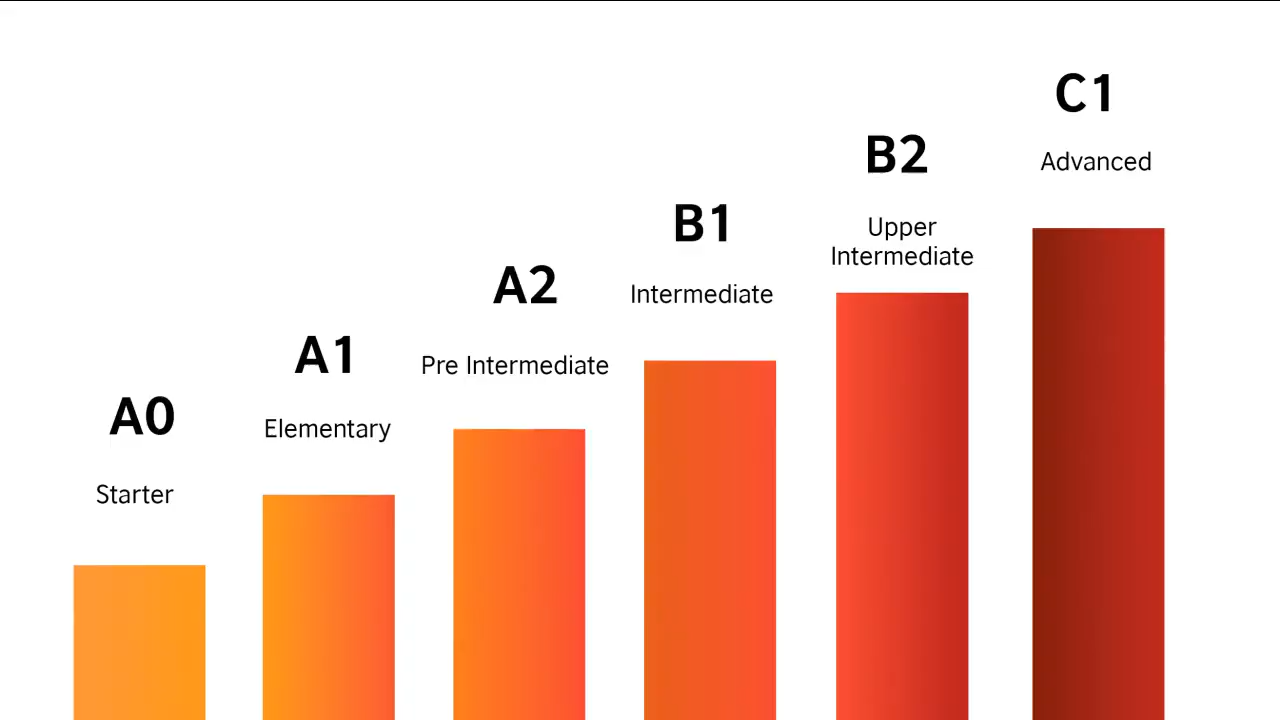 A0
Starter
A1
Elementary
A2
Pre Intermediate
B1
Intermediate
B2
Upper
Intermediate
C1
Advanced